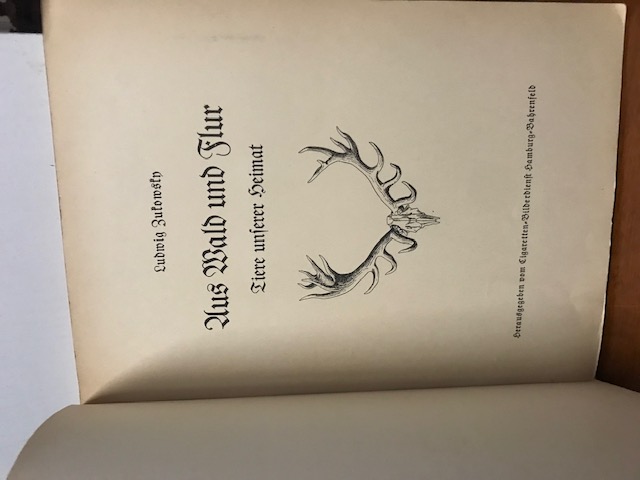 Ludwig Zukowsky
Aus Wald und Flur
Tiere unserer Heimat
Herausgegeben vom Cigaretten-Bilderdienst Hamburg-Bahrenfeld